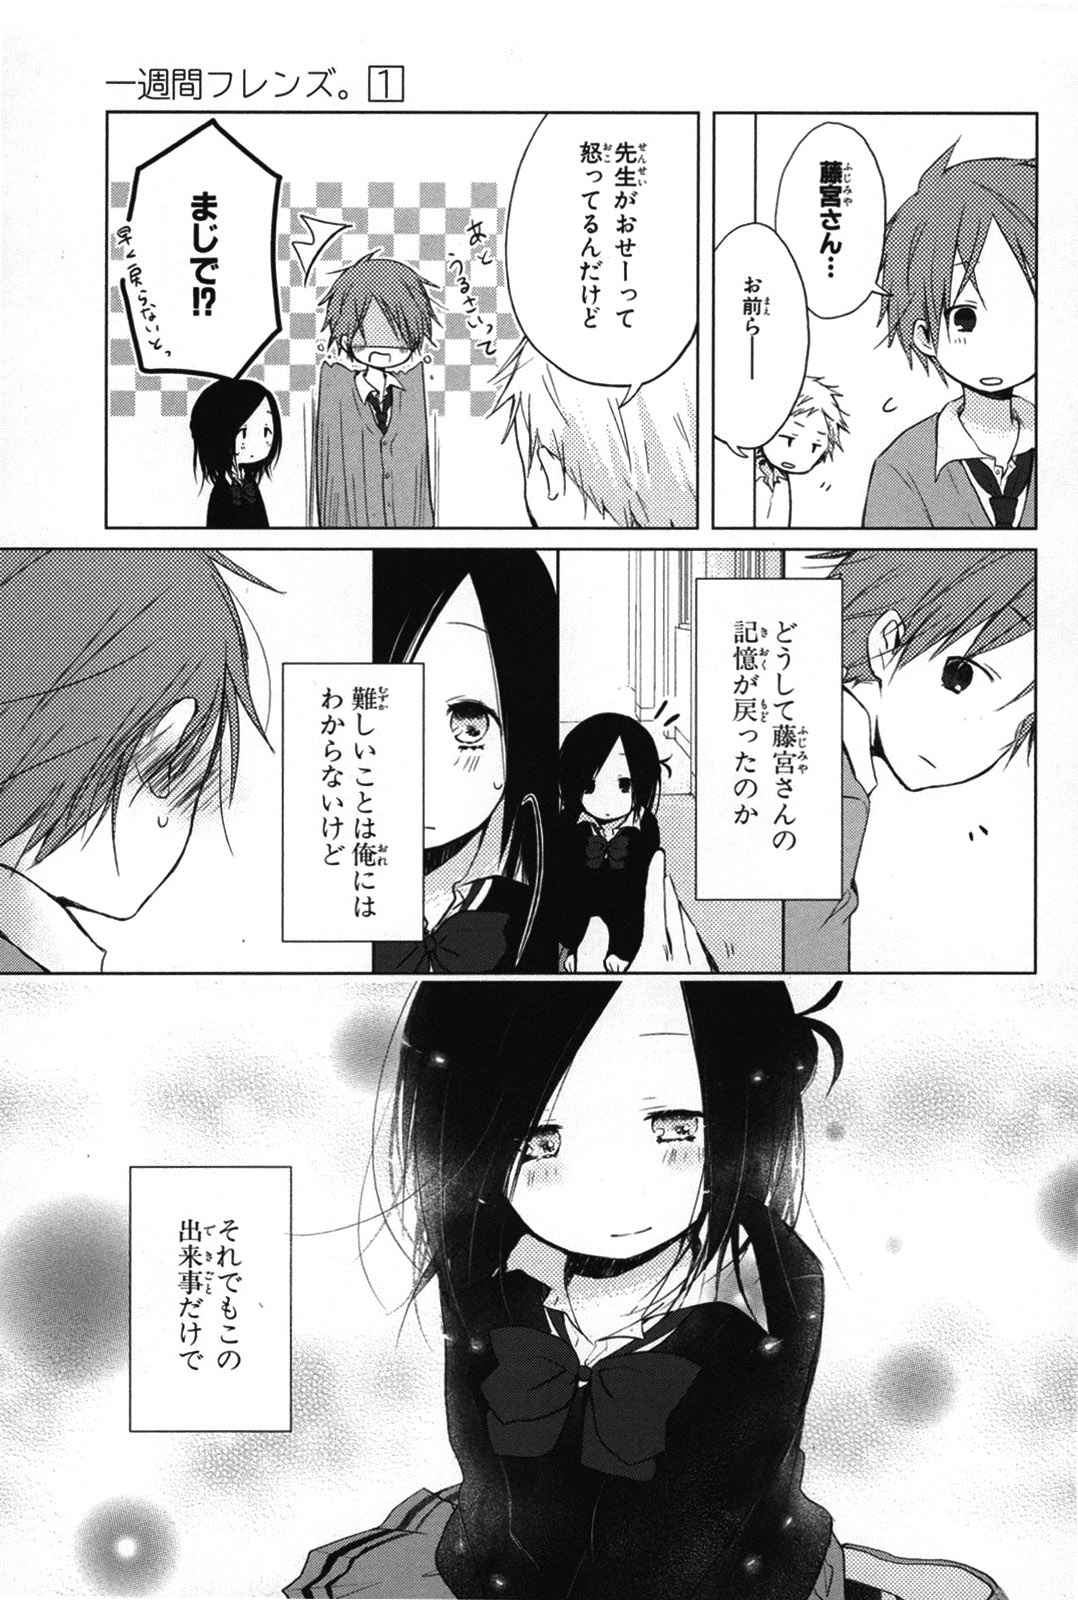 一週間フレンズ。1
藤宮さん…
お前らー
先生がおせーって
怒ってるんだけど
あと
うるさいって
まじで!?
早く戻らないとっ
どうして藤宮さんの
記憶が戻ったのか
難しいことは俺には
わからないけど
それでもこの
出来事だけで